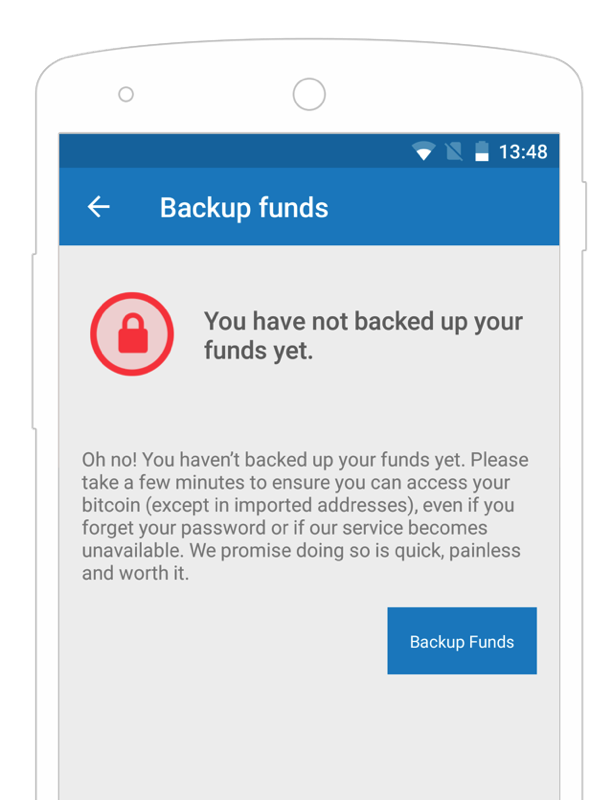 13:48
Backup funds
You have not backed up your
funds yet.
Oh no! You haven’t backed up your funds yet. Please
take a few minutes to ensure you can access your
bitcoin (except in imported addresses), even if you
forget your password or if our service becomes
unavailable. We promise doing so is quick, painless
and worth it.
Backup Funds